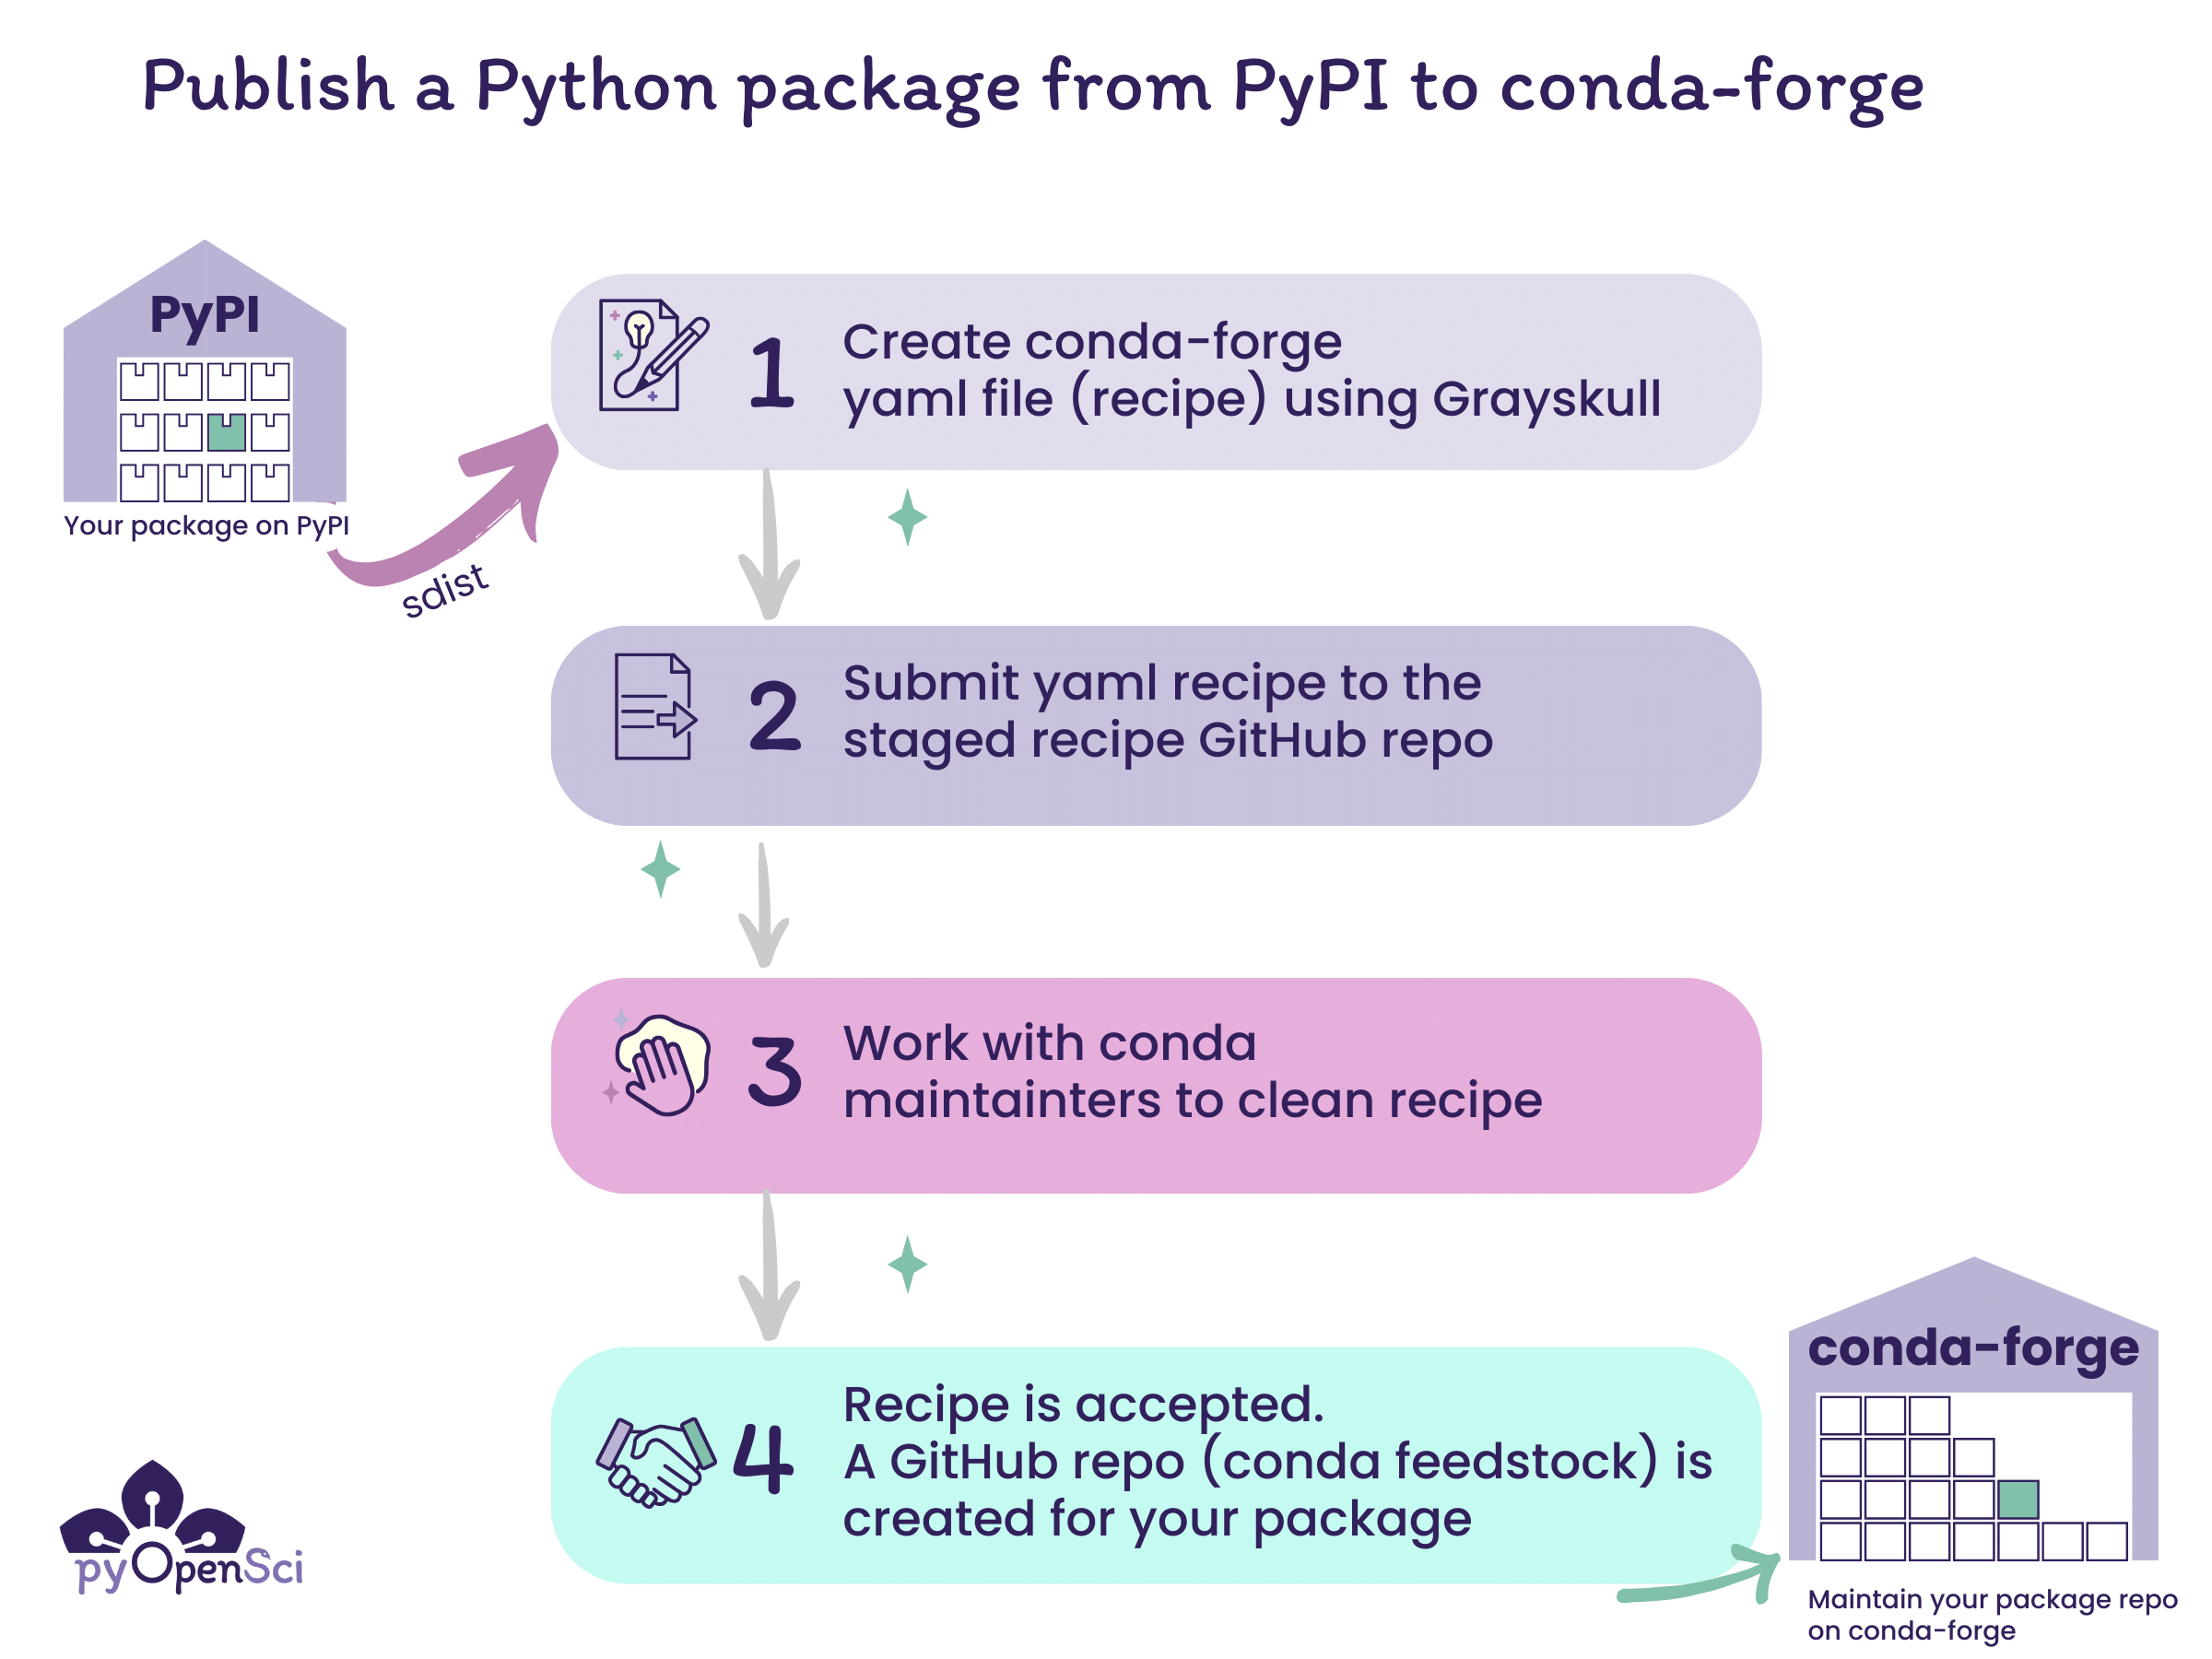 Publish a Python package from PyPI to conda-forge
PyPI
Your package on PyPI
sdist
1
Create conda-forge
yaml file (recipe) using Grayskull
2
Submit yaml recipe to the
staged recipe GitHub repo
3
Work with conda
maintainters to clean recipe
4
Recipe is accepted.
A GitHub repo (conda feedstock) is
created for your package
conda-forge
Maintain your package repo
on conda-forge
pyOpenSci